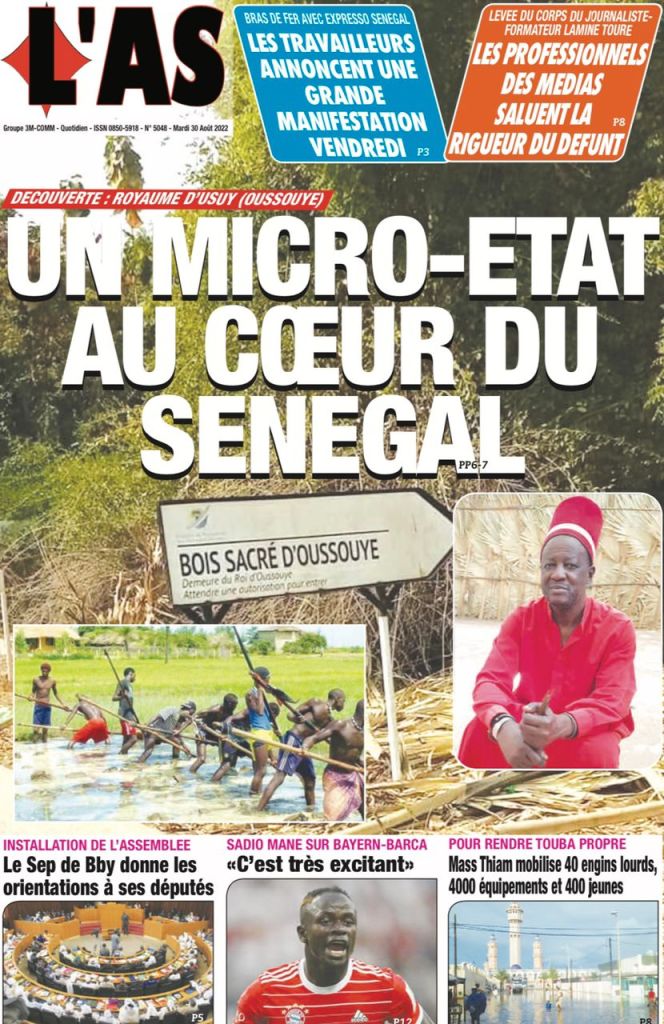 L'AS
Groupe 3M-COMM - Quotidien - ISSN 0850-5918 - N° 5048 - Mardi 30 Août 2022
BRAS DE FER AVEC EXPRESSO SENEGAL
LES TRAVAILLEURS
ANNONCENT UNE
GRANDE
MANIFESTATION
VENDREDI P3
LEVEE DU CORPS DU JOURNALISTE-
FORMATEUR LAMINE TOURE
LES PROFESSIONNELS
DES MEDIAS
SALUENT LA P8
RIGUEUR DU DEFUNT
DECOUVERTE : ROYAUME D'USUY (OUSSOUYE)
UN MICRO-ETAT
AU CŒUR DU
SENEGAL
PP6-7
BOIS SACRÉ D'OUSSOUYE
Demeure du Roi d'Oussouye
Attendre une autorisation pour entrer
INSTALLATION DE L'ASSEMBLEE
Le Sep de Bby donne les
orientations à ses députés
P5
SADIO MANE SUR BAYERN-BARCA
«C'est très excitant»
P12
POUR RENDRE TOUBA PROPRE
Mass Thiam mobilise 40 engins lourds,
4000 équipements et 400 jeunes
P8